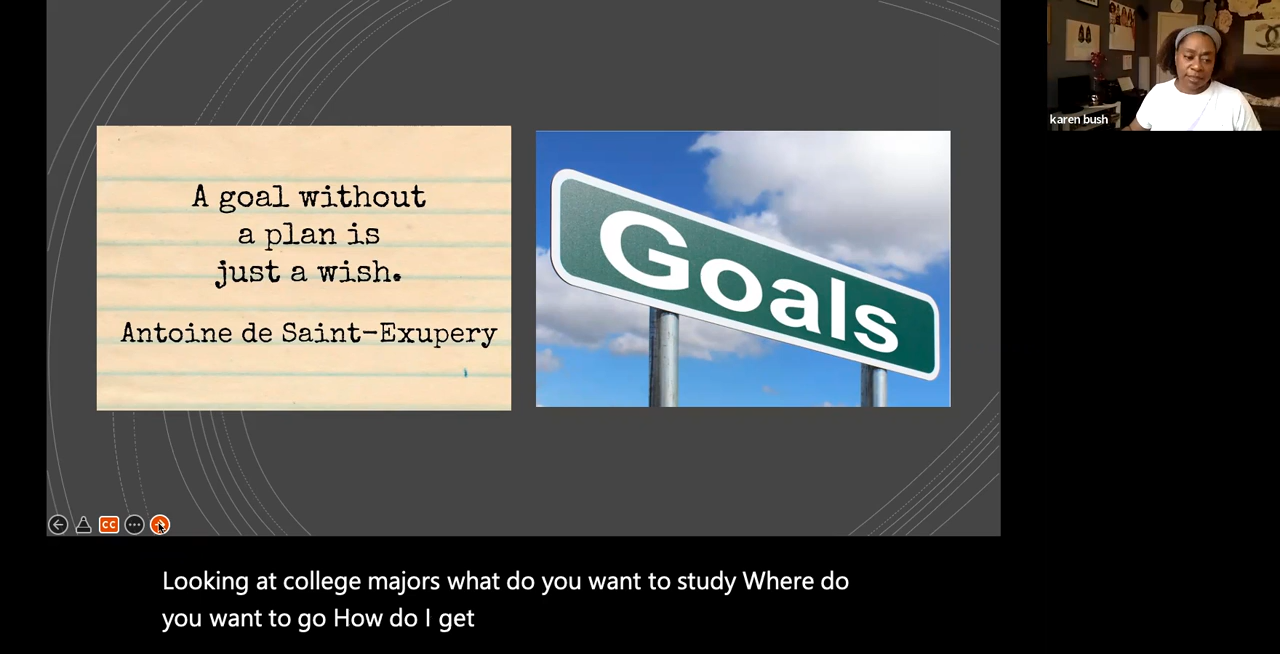 A goal without
a plan is
just a wish.
Antoine de Saint-Exupery
Goals
karen bush
CC
Looking at college majors what do you want to study Where do
you want to go How do I get